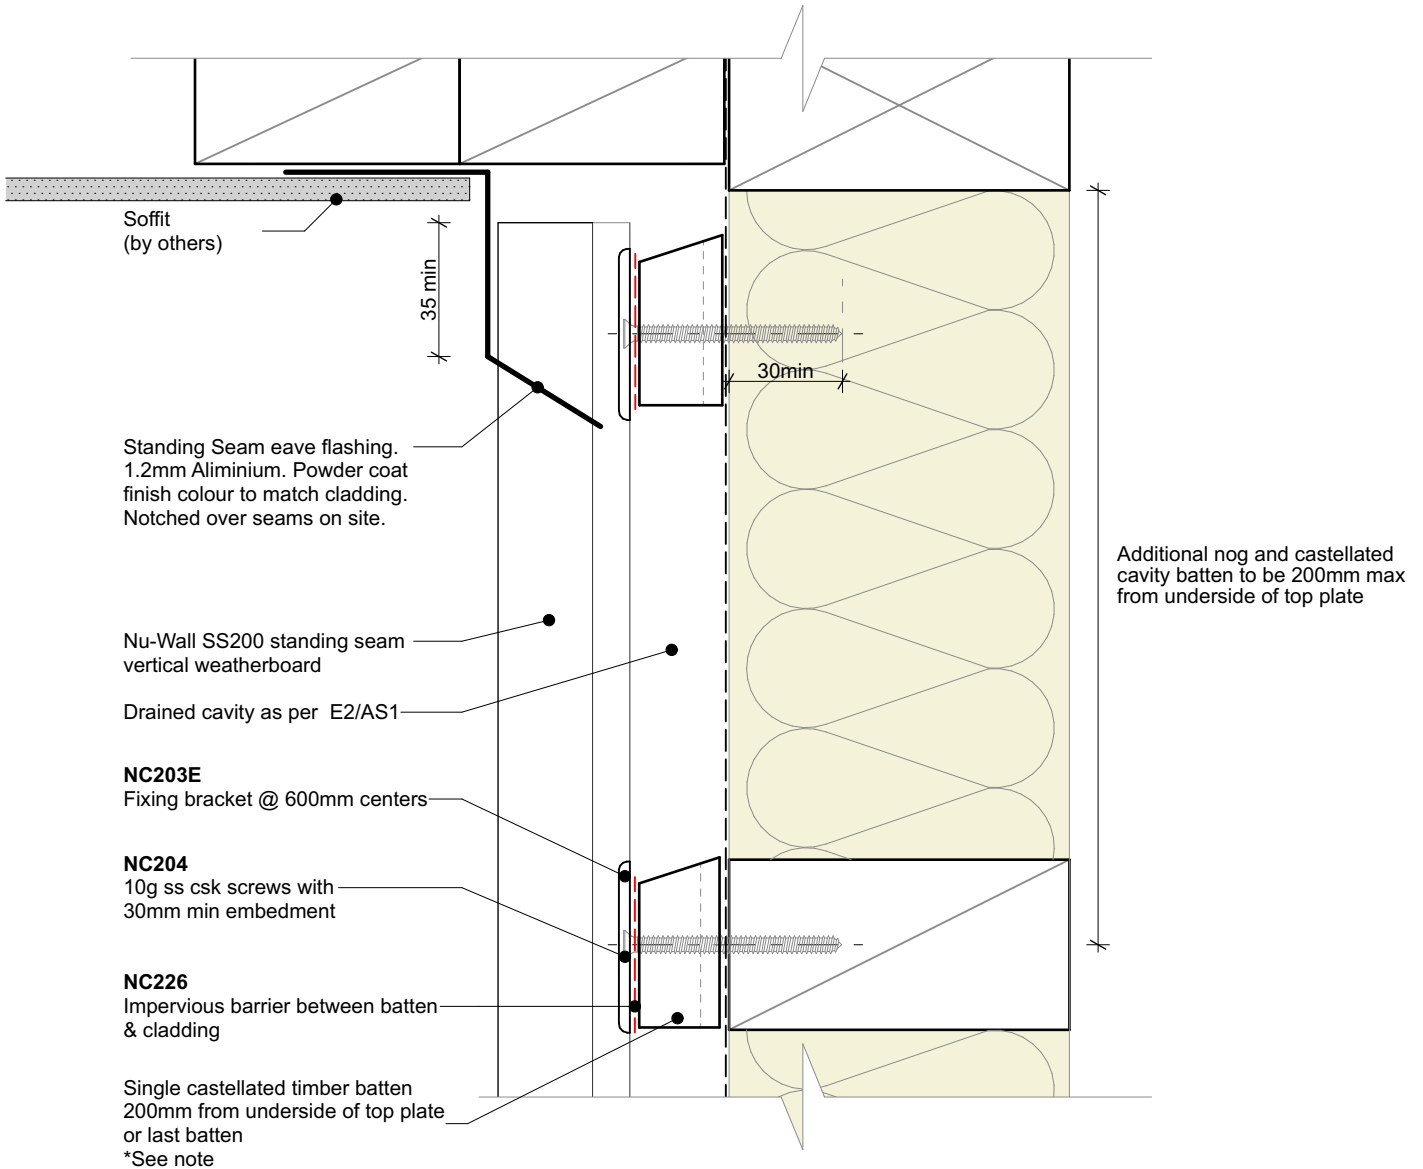 Soffit
(by others)
35 min
30min
Standing Seam eave flashing.
1.2mm Aliminium. Powder coat
finish colour to match cladding.
Notched over seams on site.
Additional nog and castellated
cavity batten to be 200mm max
from underside of top plate
Nu-Wall SS200 standing seam
vertical weatherboard
Drained cavity as per E2/AS1
NC203E
Fixing bracket @ 600mm centers
NC204
10g ss csk screws with
30mm min embedment
NC226
Impervious barrier between batten
& cladding
Single castellated timber batten
200mm from underside of top plate
or last batten
*See note